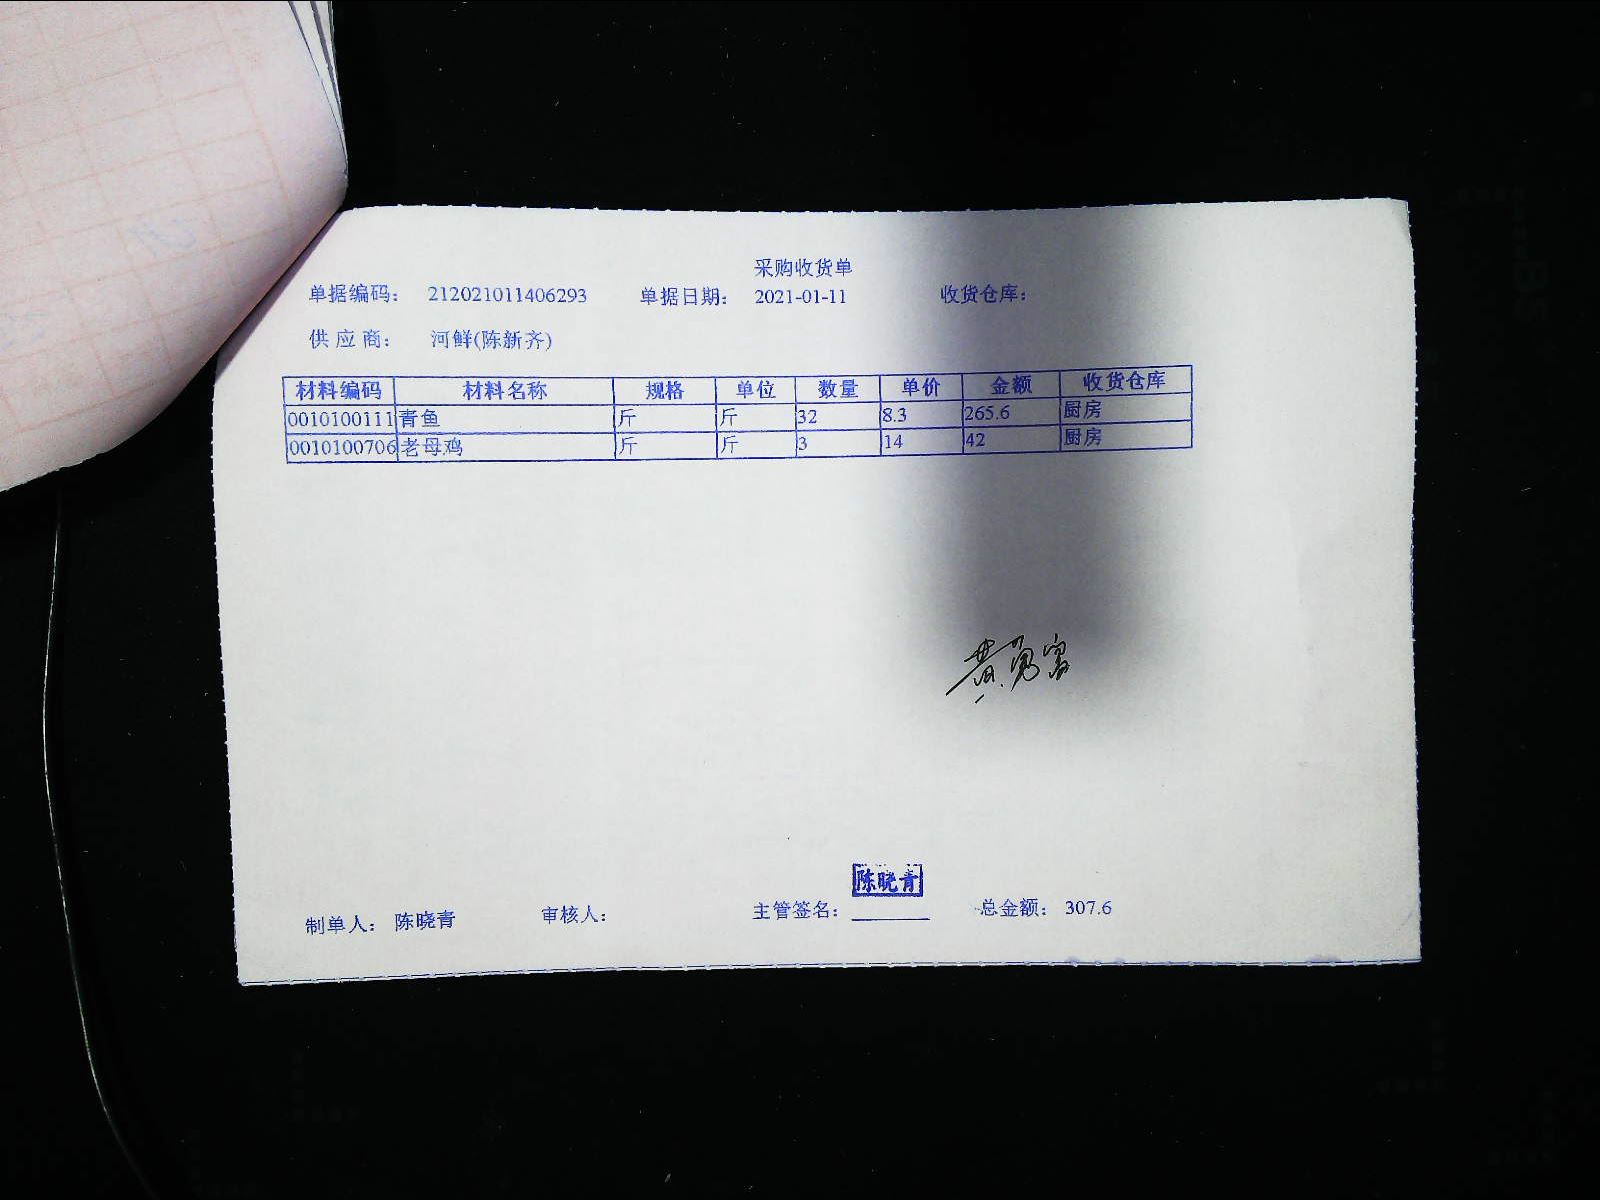 采购收货单
单据编码： 212021011406293 单据日期： 2021-01-11 收货仓库：
供 应 商： 河鲜(陈新齐)
材料编码 材料名称 规格 单位 数量 单价 金额 收货仓库
0010100111 青鱼 斤 斤 32 8.3 265.6 厨房
0010100706 老母鸡 斤 斤 3 14 42 厨房
黄勇富
陈晓青
制单人： 陈晓青 审核人： 主管签名： 总金额： 307.6